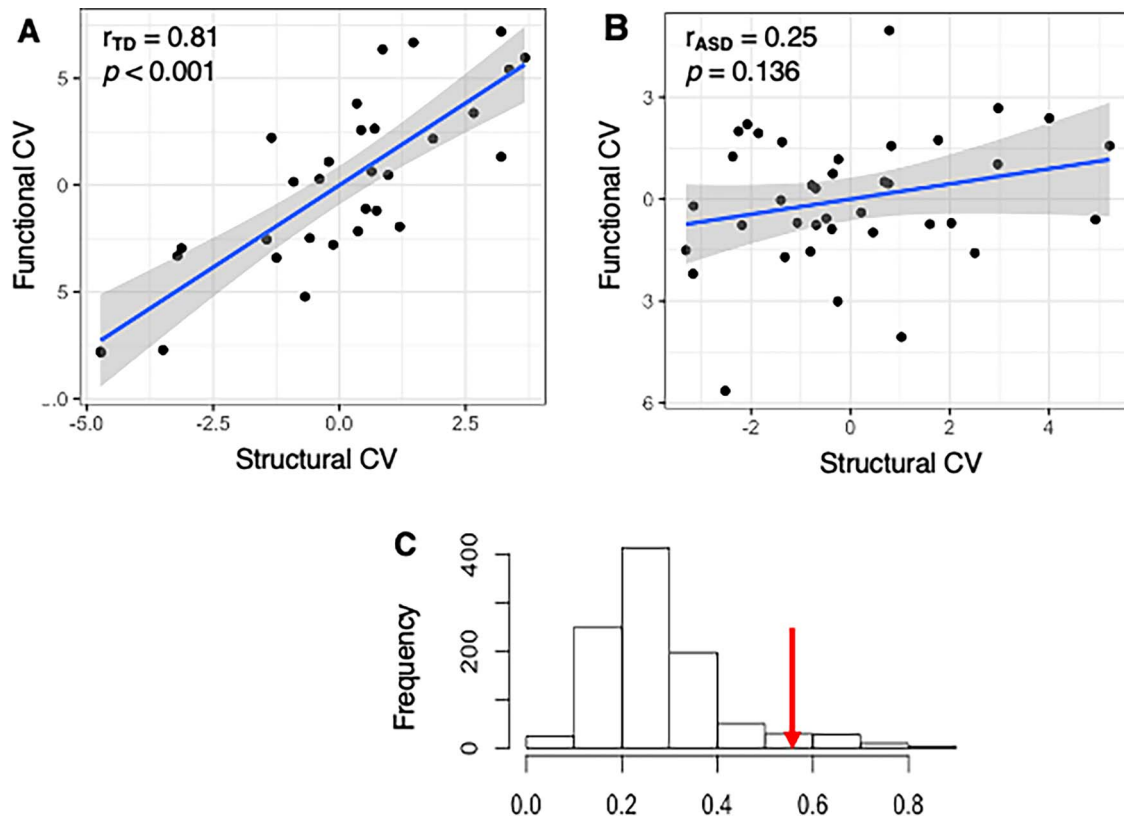 A
r_TD = 0.81
p < 0.001
Functional CV
5
0
5
.0
-5.0 -2.5 0.0 2.5
Structural CV
B
r_ASD = 0.25
p = 0.136
Functional CV
3
0
3
6
-2 0 2 4
Structural CV
C
Frequency
400
200
0
0.0 0.2 0.4 0.6 0.8